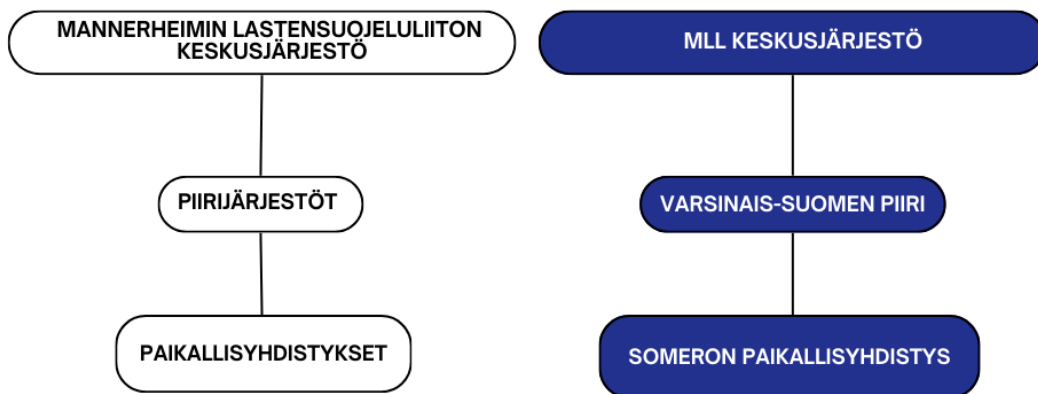 MANNERHEIMIN LASTENSUOJELULIITON
KESKUSJÄRJESTÖ
PIIRIJÄRJESTÖT
PAIKALLISYHDISTYKSET
MLL KESKUSJÄRJESTÖ
VARSINAIS-SUOMEN PIIRI
SOMERON PAIKALLISYHDISTYS